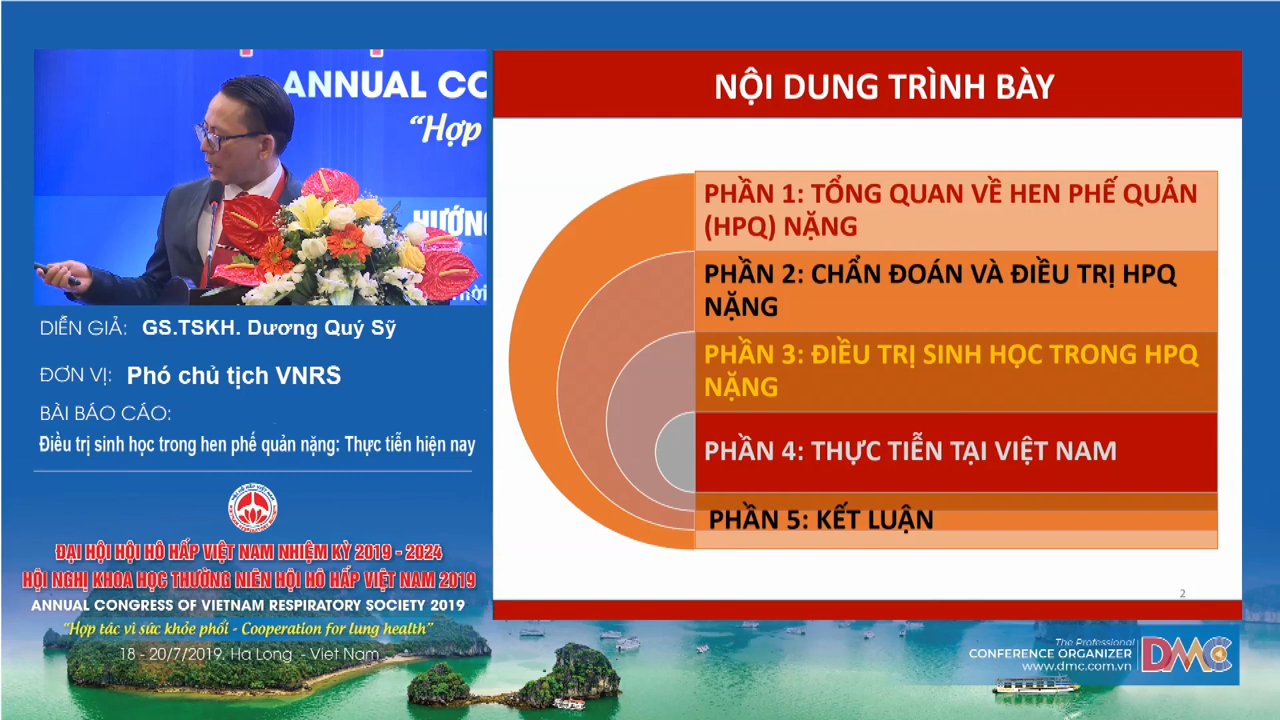 ANNUAL CO
“Hợp
HƯỚN
DIỄN GIẢ: GS.TSKH. Dương Quý Sỹ
ĐƠN VỊ: Phó chủ tịch VNRS
BÀI BÁO CÁO:
Điều trị sinh học trong hen phế quản nặng: Thực tiễn hiện nay
ĐẠI HỘI HỘI HÔ HẤP VIỆT NAM NHIỆM KỲ 2019 - 2024
HỘI NGHỊ KHOA HỌC THƯỜNG NIÊN HỘI HÔ HẤP VIỆT NAM 2019
ANNUAL CONGRESS OF VIETNAM RESPIRATORY SOCIETY 2019
“Hợp tác vì sức khỏe phổi - Cooperation for lung health”
18 - 20/7/2019. Ha Long - Viet Nam
NỘI DUNG TRÌNH BÀY
PHẦN 1: TỔNG QUAN VỀ HEN PHẾ QUẢN
(HPQ) NẶNG
PHẦN 2: CHẨN ĐOÁN VÀ ĐIỀU TRỊ HPQ
NẶNG
PHẦN 3: ĐIỀU TRỊ SINH HỌC TRONG HPQ
NẶNG
PHẦN 4: THỰC TIỄN TẠI VIỆT NAM
PHẦN 5: KẾT LUẬN
2
The Professional
CONFERENCE ORGANIZER
www.dmc.com.vn
DMC